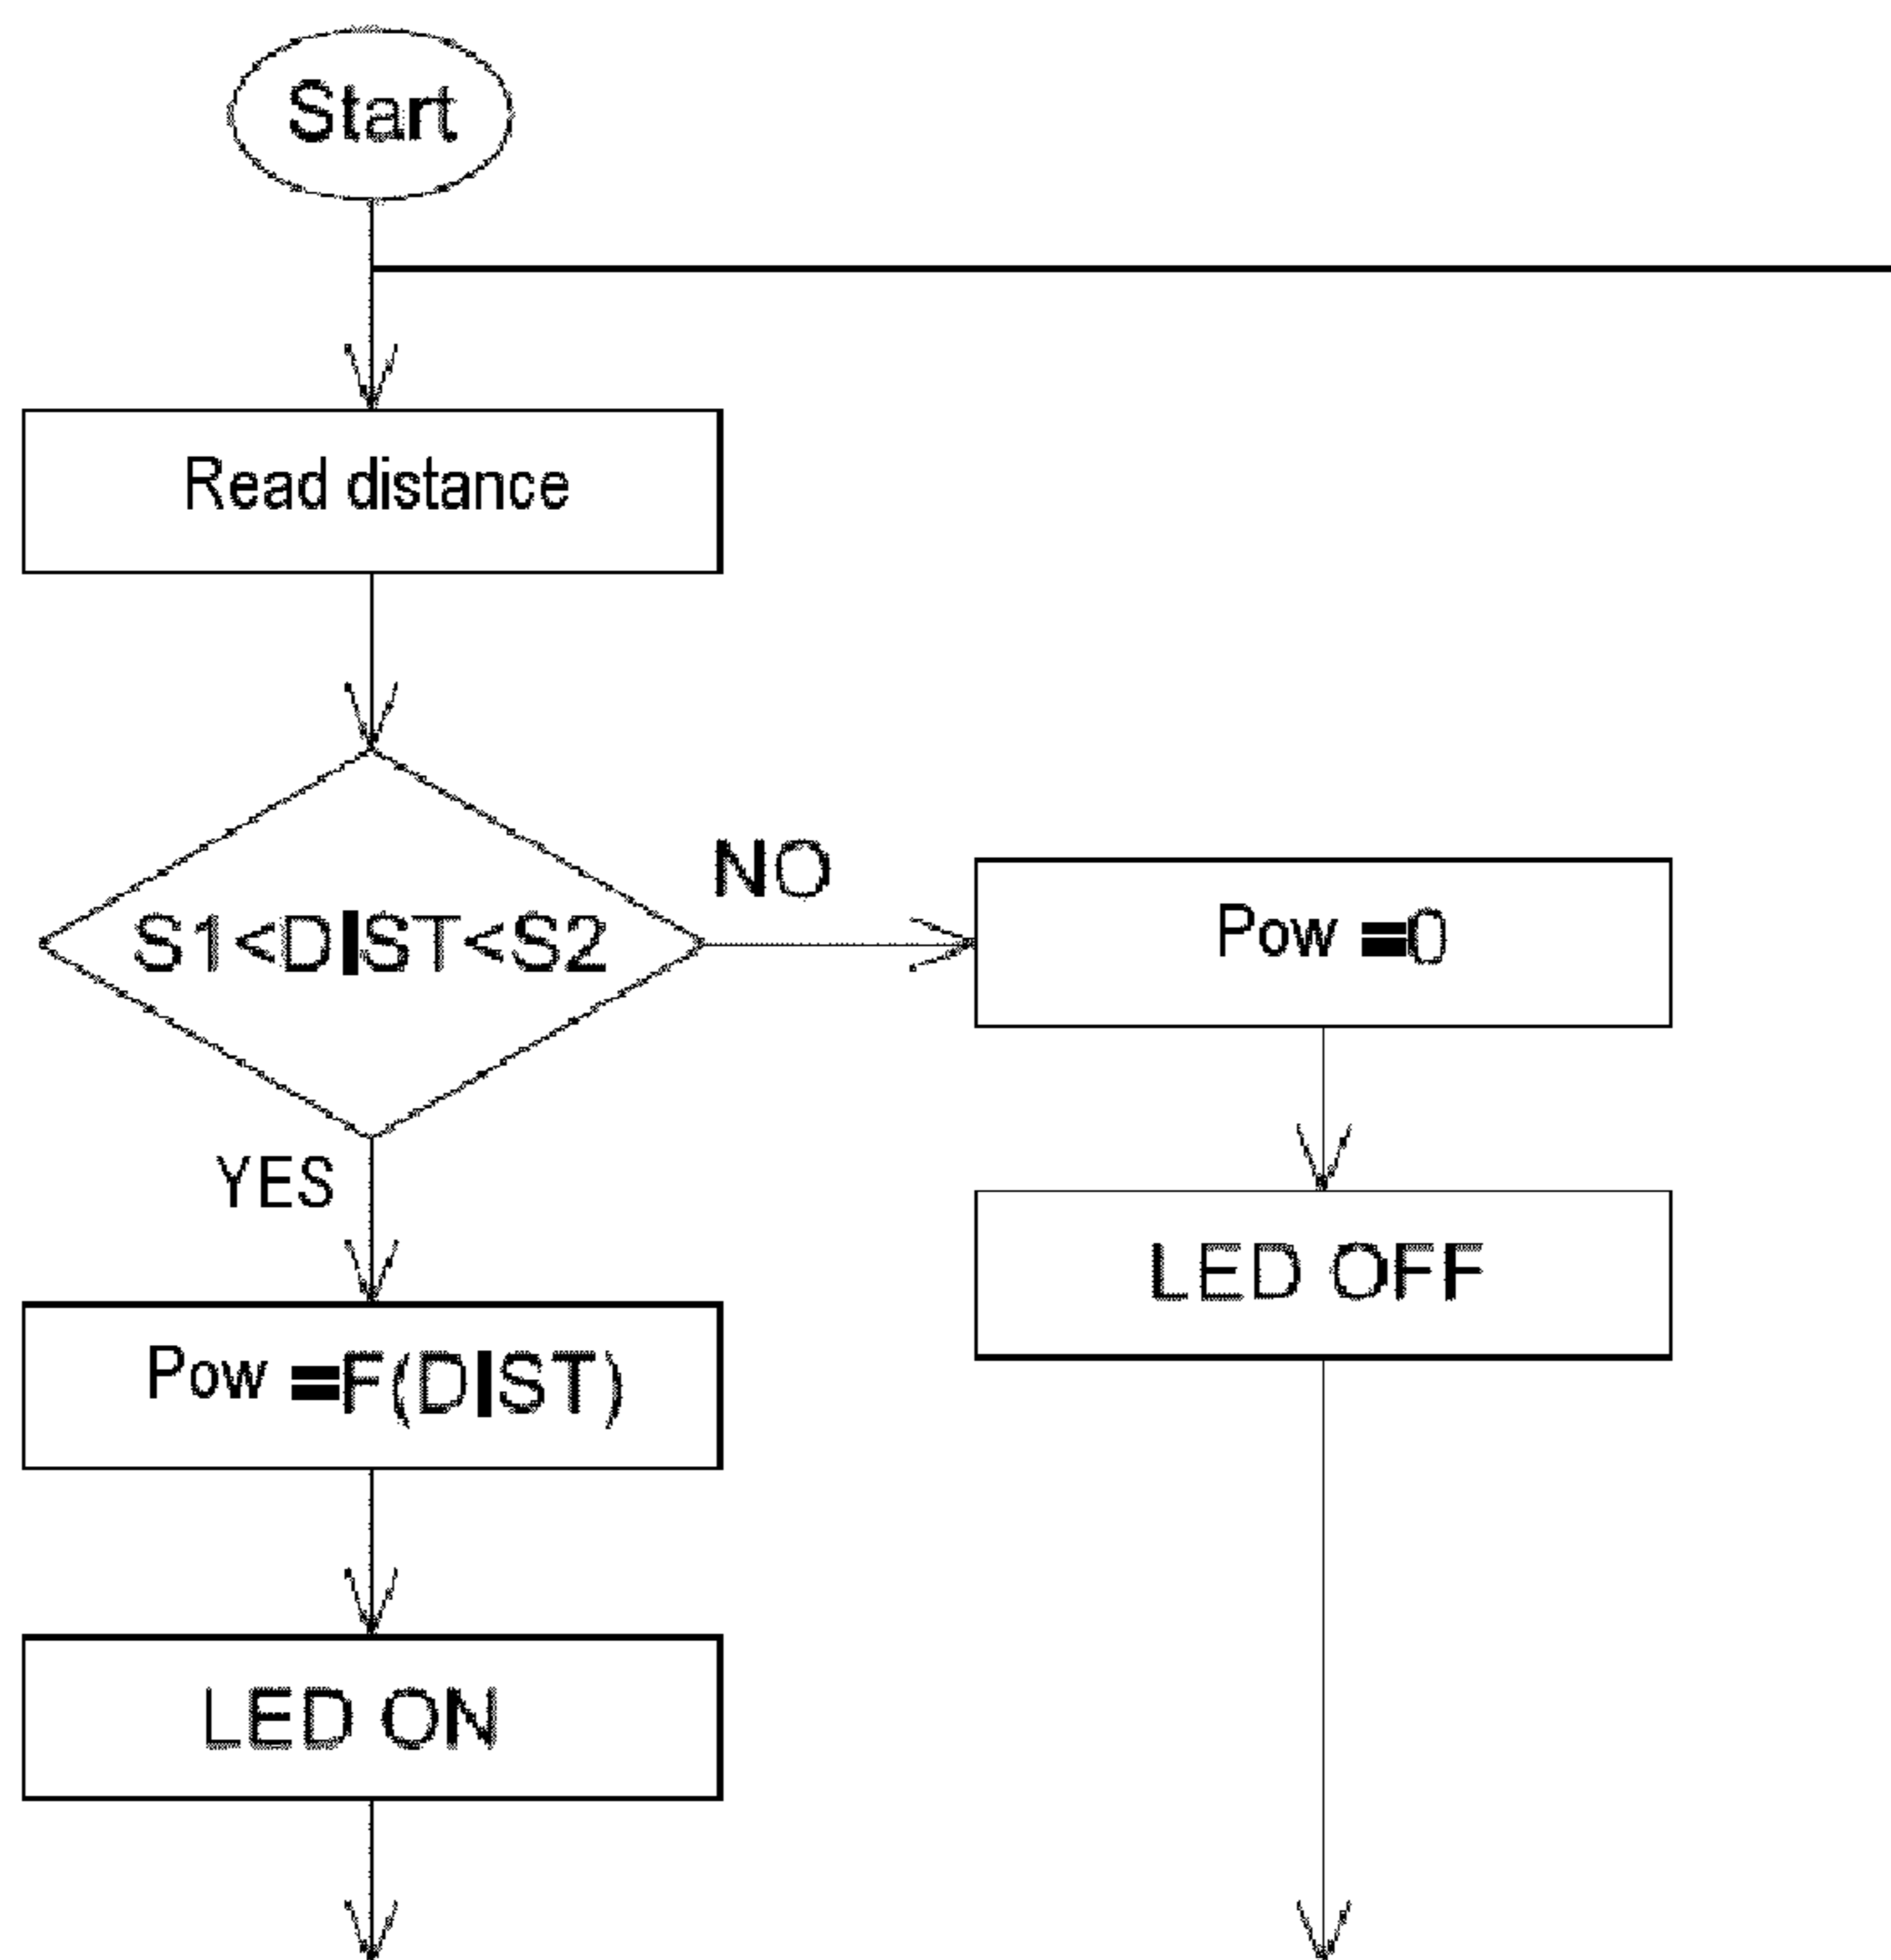 Start
Read distance
S1<DIST<S2
NO
Pow =0
YES
LED OFF
Pow =F(DIST)
LED ON